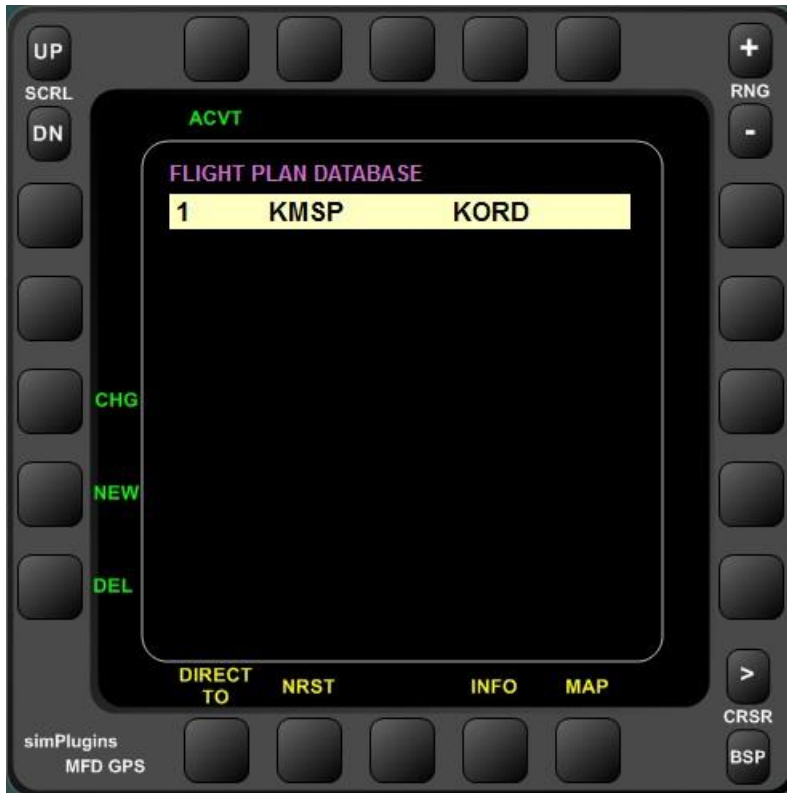 UP
+
SCRL
RNG
DN
-
ACVT
FLIGHT PLAN DATABASE
1 KMSP KORD
CHG
NEW
DEL
DIRECT
TO
NRST
INFO
MAP
>
CRSR
simPlugins
MFD GPS
BSP